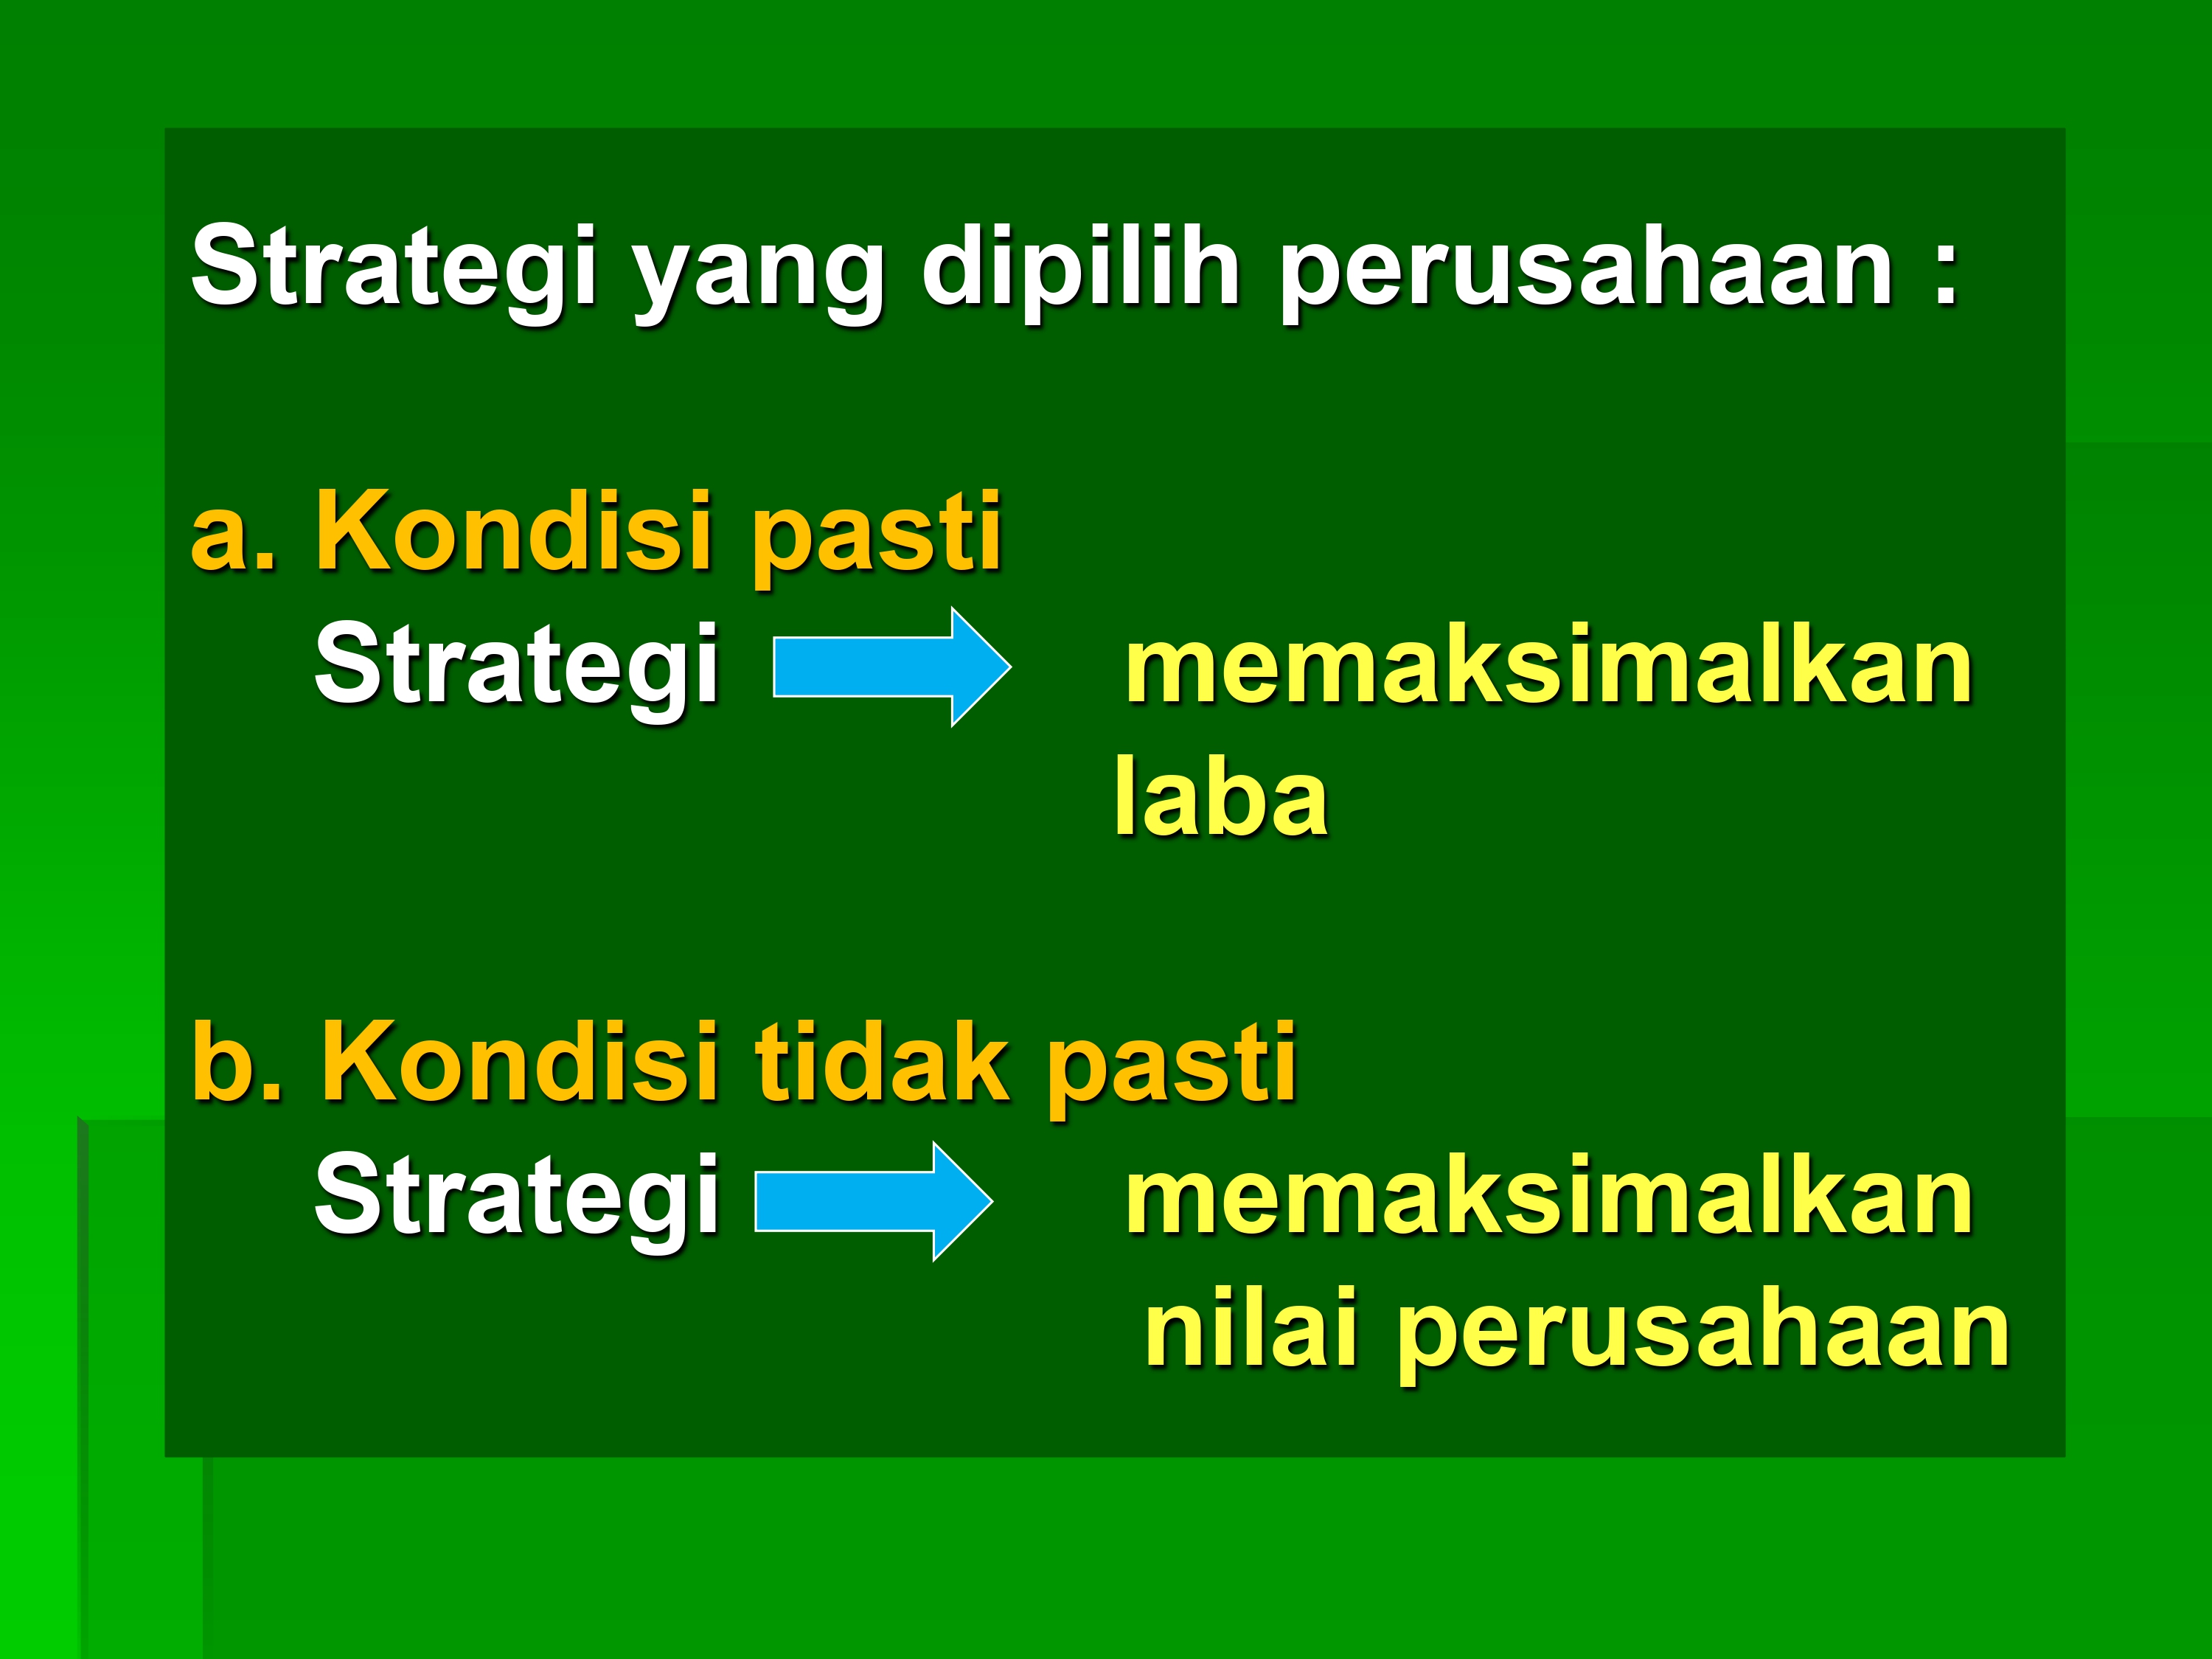 Strategi yang dipilih perusahaan :
a. Kondisi pasti
Strategi memaksimalkan
laba
b. Kondisi tidak pasti
Strategi memaksimalkan
nilai perusahaan